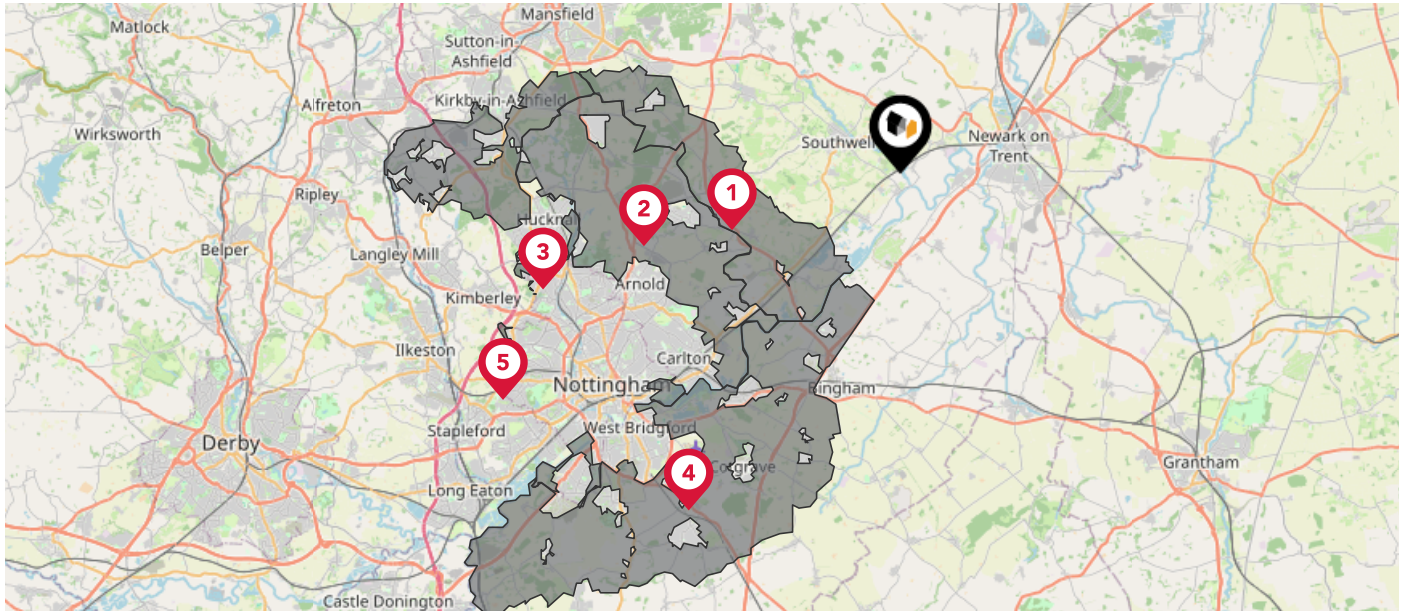 Mansfield
Matlock
Sutton-in-
Ashfield
Kirkby-in-Ashfield
Alfreton
Wirksworth
Southwell
Newark on
Trent
Ripley
1
2
Hucknall
3
Belper
Langley Mill
Kimberley
Arnold
Ilkeston
5
Carlton
Nottingham
Bingham
Stapleford
West Bridgford
Derby
4
Cotgrave
Grantham
Long Eaton
Castle Donington